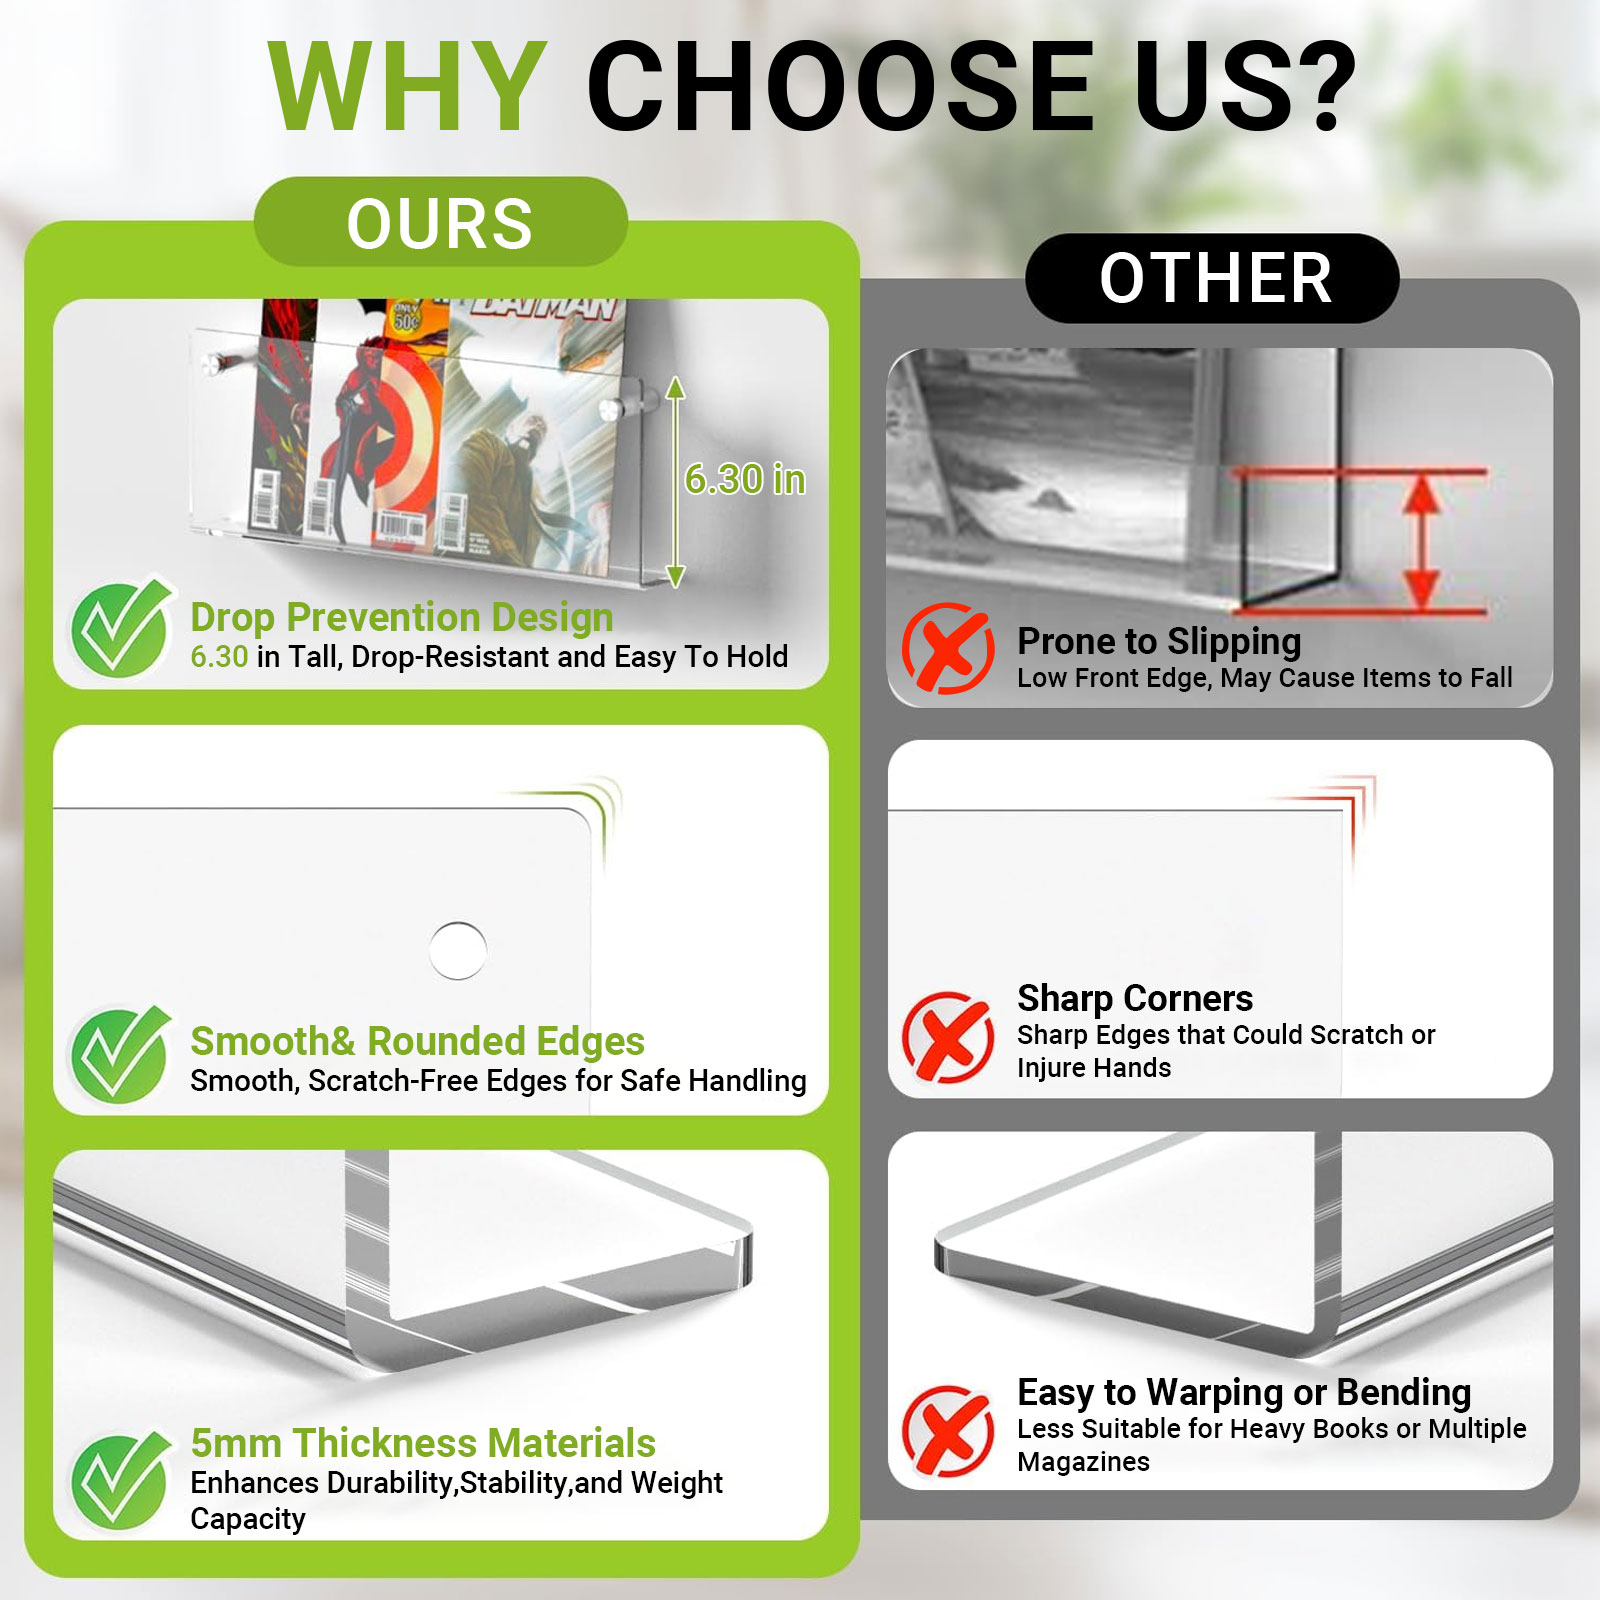 WHY CHOOSE US?
OURS
OTHER
ONLY
50¢
BATMAN
6.30 in
Drop Prevention Design
6.30 in Tall, Drop-Resistant and Easy To Hold
Prone to Slipping
Low Front Edge, May Cause Items to Fall
Smooth& Rounded Edges
Smooth, Scratch-Free Edges for Safe Handling
Sharp Corners
Sharp Edges that Could Scratch or
Injure Hands
5mm Thickness Materials
Enhances Durability,Stability,and Weight
Capacity
Easy to Warping or Bending
Less Suitable for Heavy Books or Multiple
Magazines